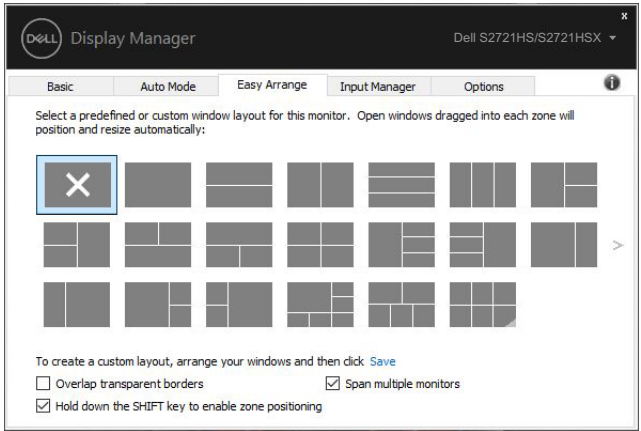 x
DELL Display Manager Dell S2721HS/S2721HSX
Basic Auto Mode Easy Arrange Input Manager Options i
Select a predefined or custom window layout for this monitor. Open windows dragged into each zone will
position and resize automatically:
>
To create a custom layout, arrange your windows and then click Save
Overlap transparent borders Span multiple monitors
Hold down the SHIFT key to enable zone positioning